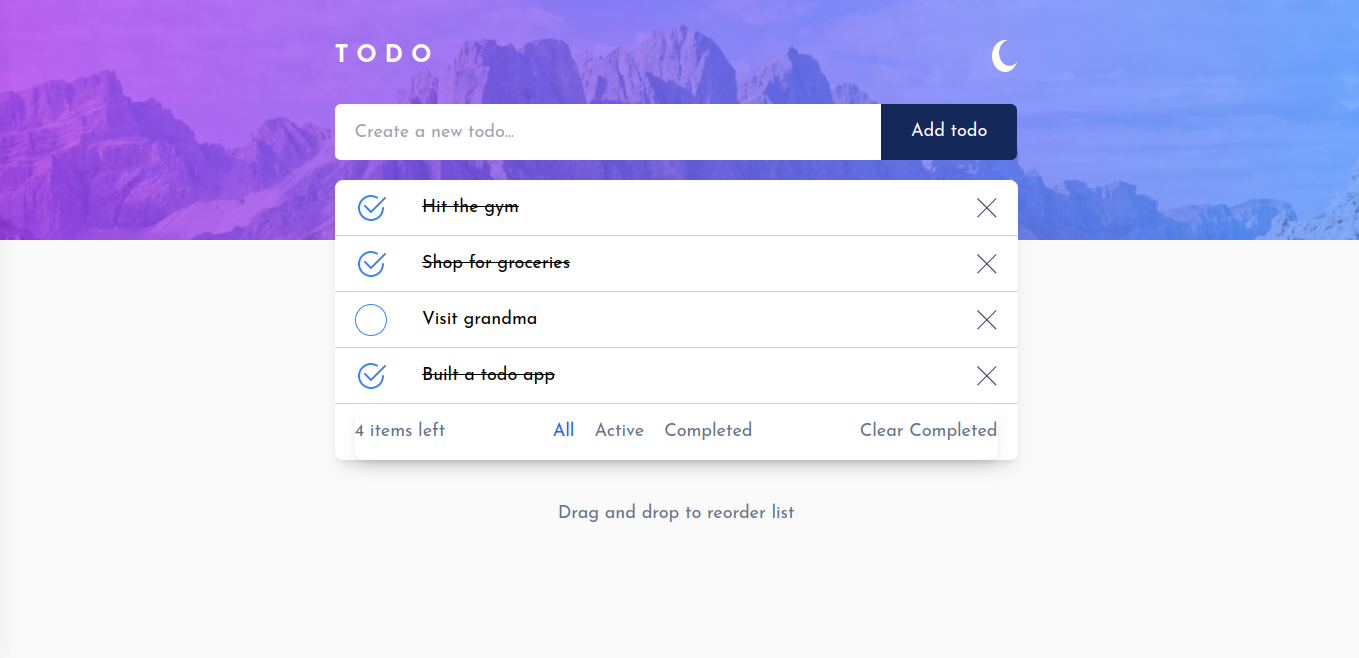 TODO
Create a new todo...
Add todo
Hit the gym
Shop for groceries
Visit grandma
Built a todo app
4 items left All Active Completed Clear Completed
Drag and drop to reorder list